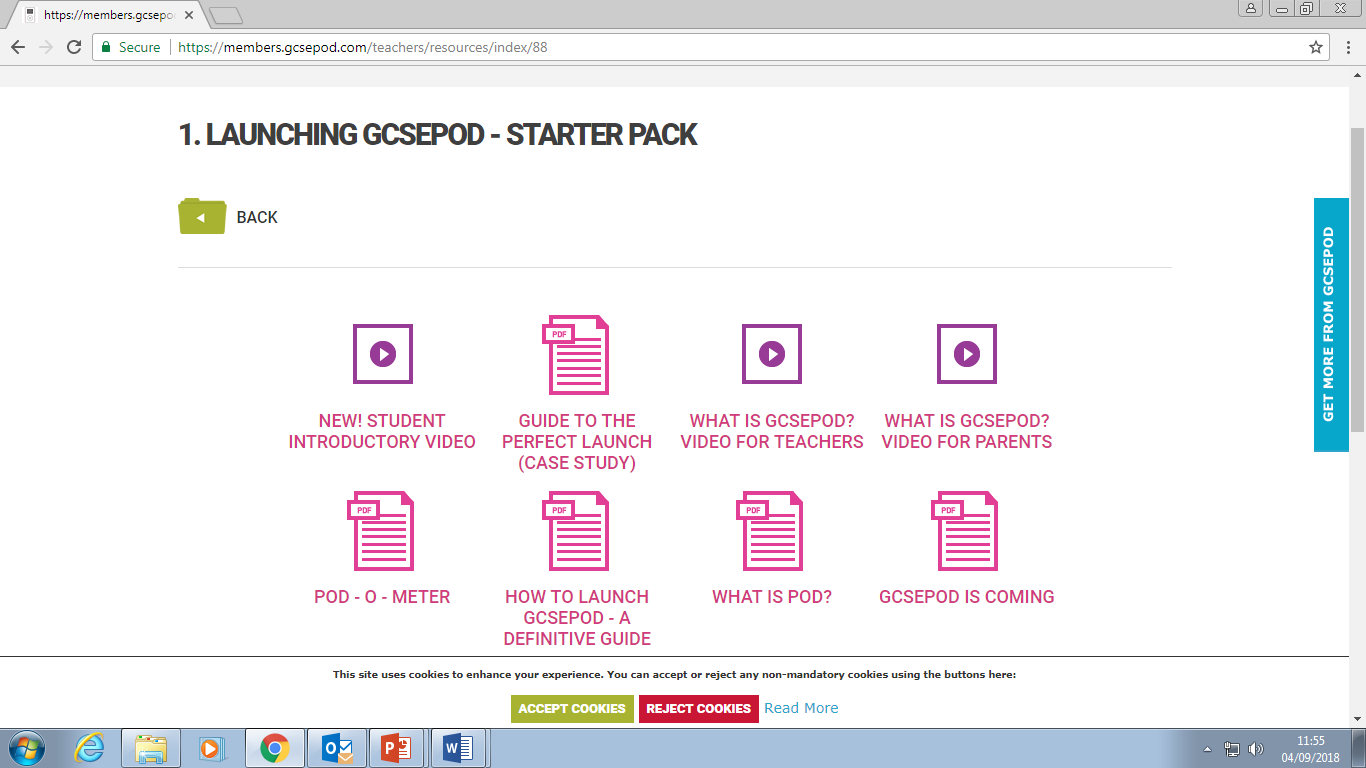 https://members.gcsepo
Secure
https://members.gcsepod.com/teachers/resources/index/88
1. LAUNCHING GCSEPOD - STARTER PACK
BACK
GET MORE FROM GCSEPOD
NEW! STUDENT
INTRODUCTORY VIDEO
PDF
GUIDE TO THE
PERFECT LAUNCH
(CASE STUDY)
WHAT IS GCSEPOD?
VIDEO FOR TEACHERS
WHAT IS GCSEPOD?
VIDEO FOR PARENTS
PDF
POD - O - METER
PDF
HOW TO LAUNCH
GCSEPOD - A
DEFINITIVE GUIDE
PDF
WHAT IS POD?
PDF
GCSEPOD IS COMING
This site uses cookies to enhance your experience. You can accept or reject any non-mandatory cookies using the buttons here:
ACCEPT COOKIES
REJECT COOKIES
Read More
11:55
04/09/2018